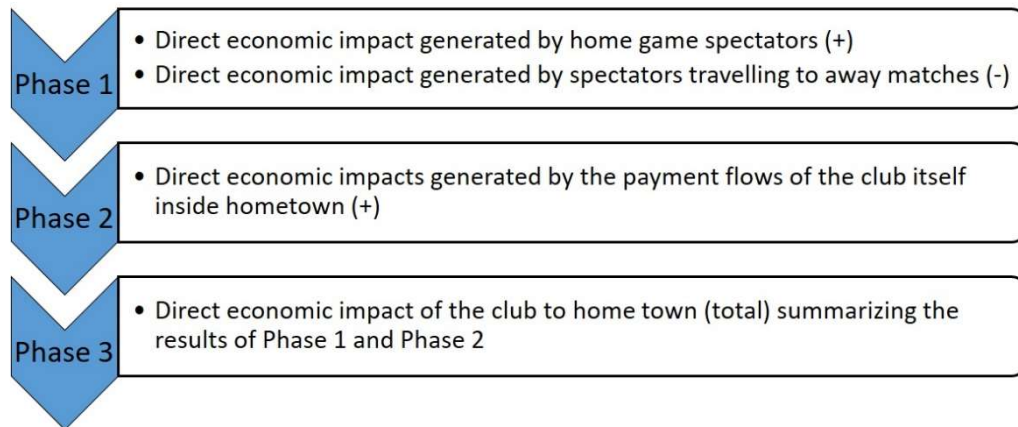 Phase 1
• Direct economic impact generated by home game spectators (+)
• Direct economic impact generated by spectators travelling to away matches (-)
Phase 2
• Direct economic impacts generated by the payment flows of the club itself
inside hometown (+)
Phase 3
• Direct economic impact of the club to home town (total) summarizing the
results of Phase 1 and Phase 2